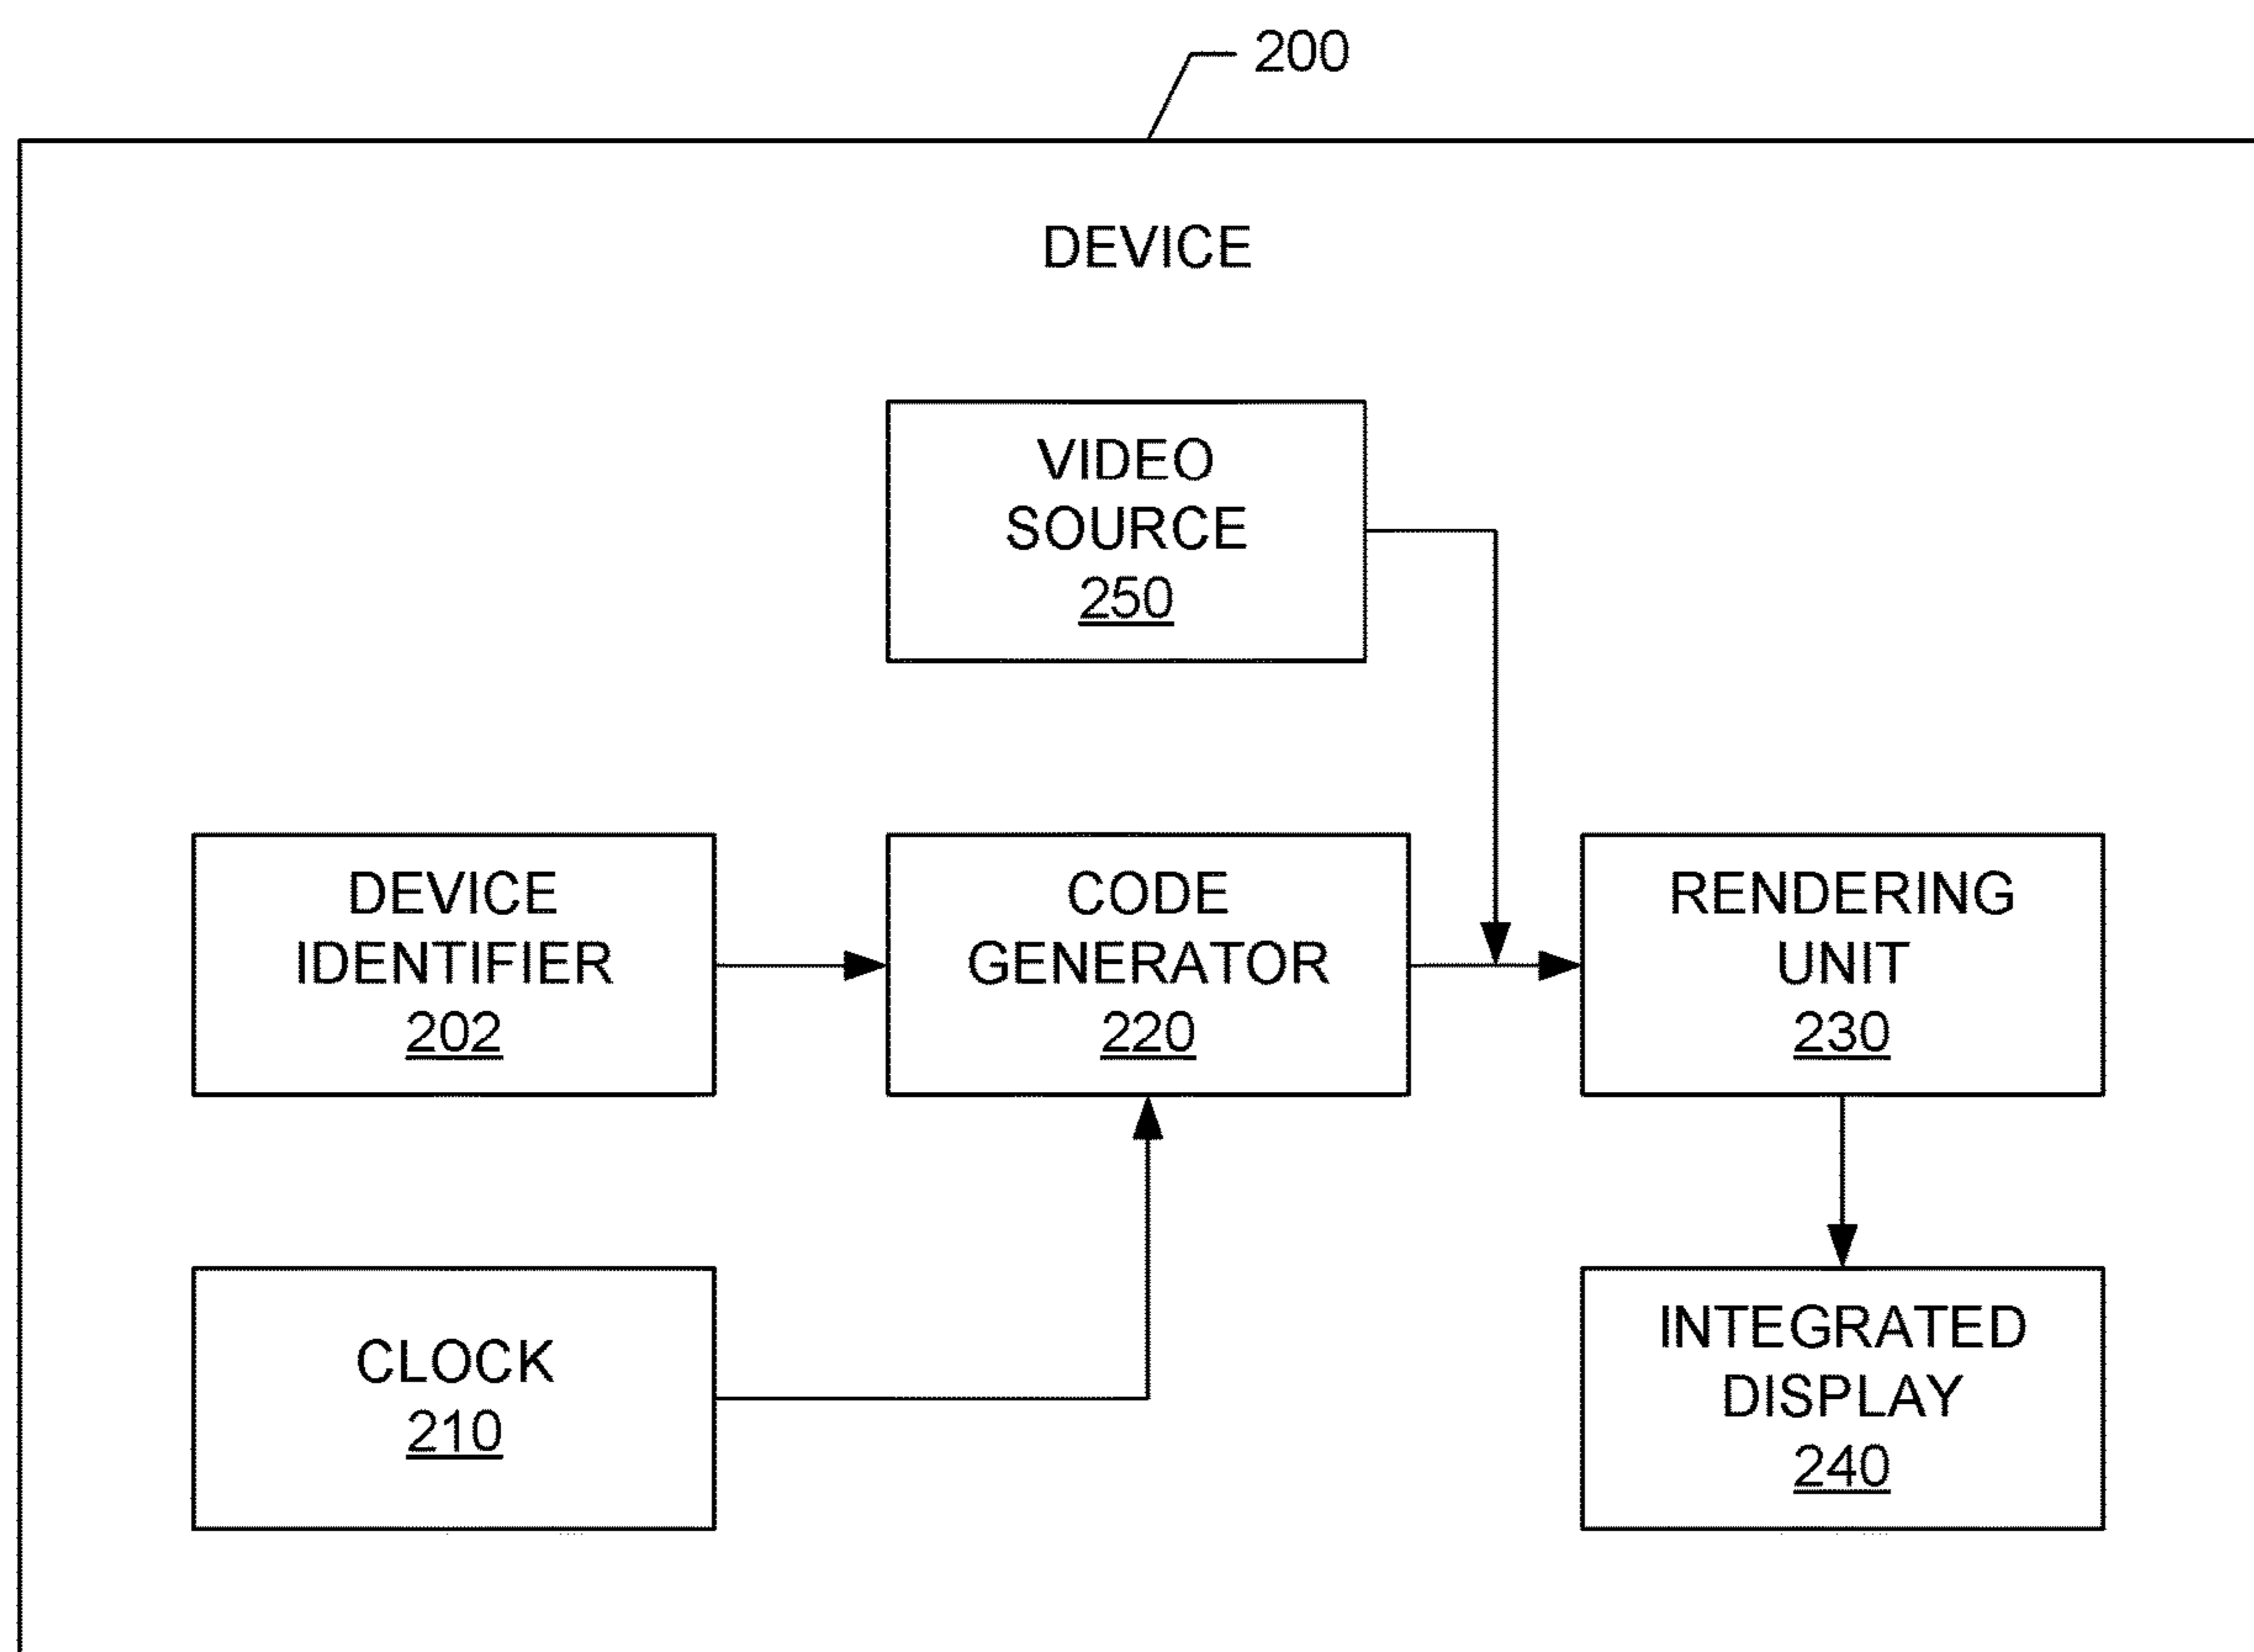 200
DEVICE
VIDEO
SOURCE
250
DEVICE
IDENTIFIER
202
CODE
GENERATOR
220
RENDERING
UNIT
230
CLOCK
210
INTEGRATED
DISPLAY
240